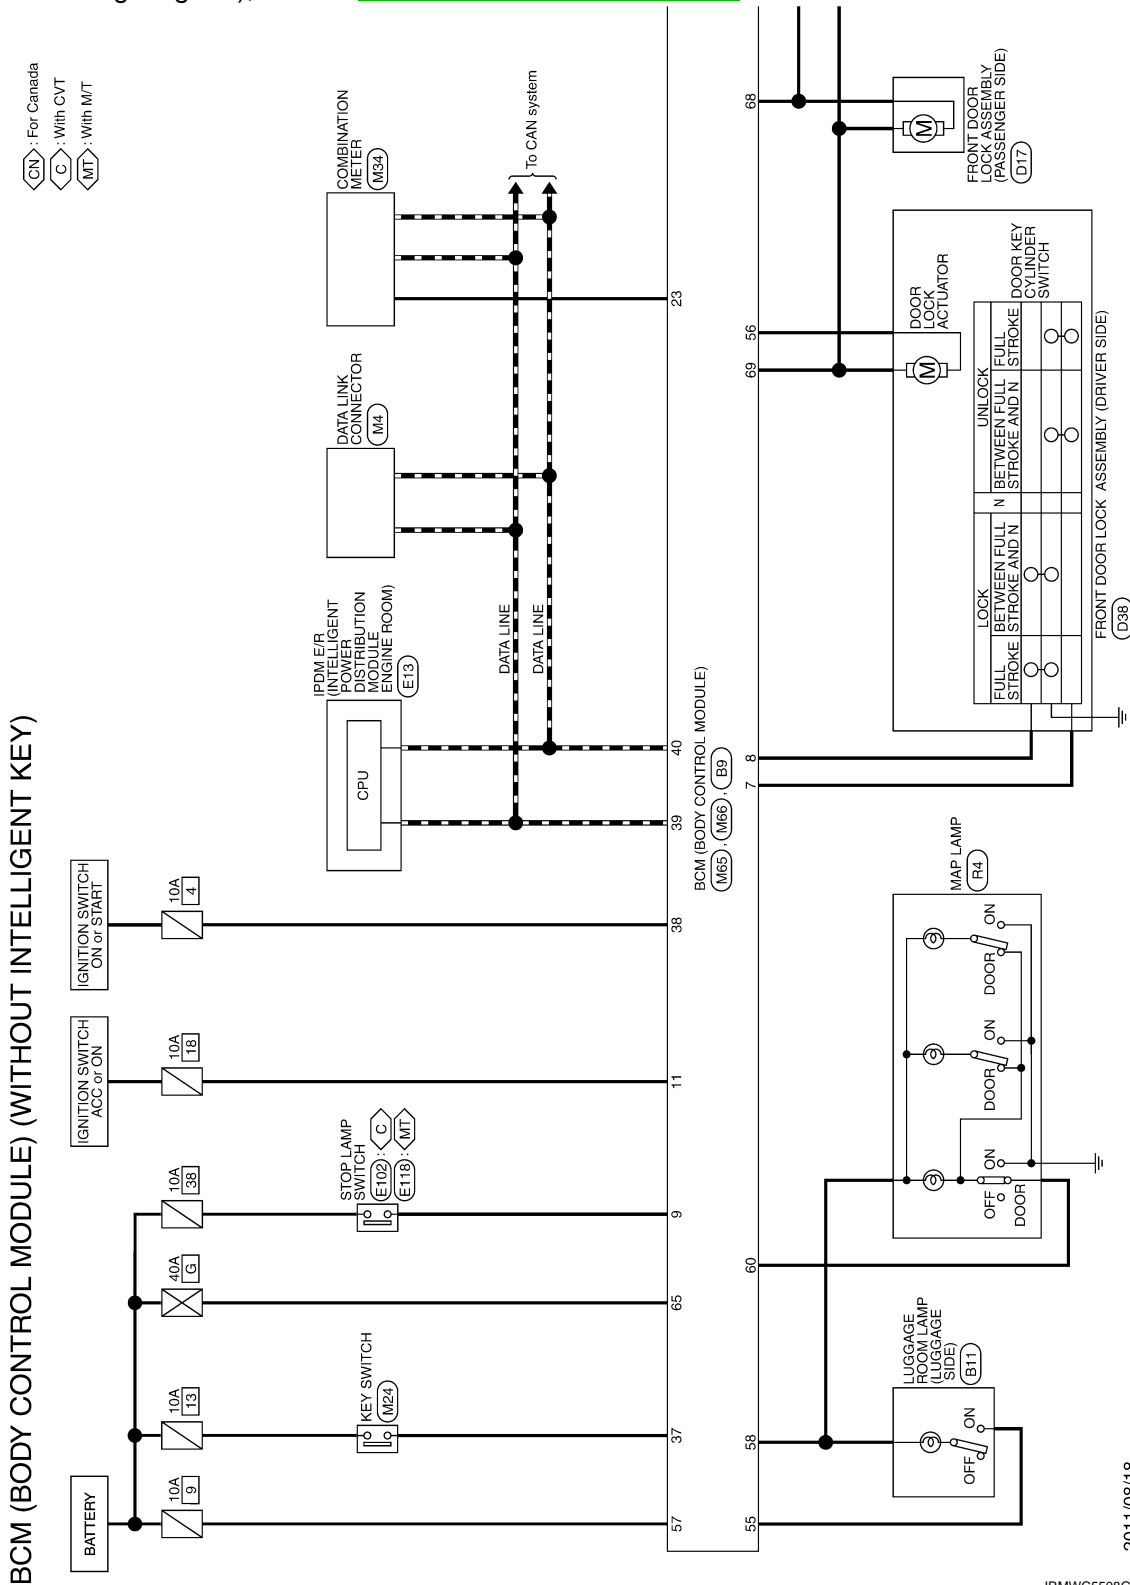 BCM (BODY CONTROL MODULE) (WITHOUT INTELLIGENT KEY)
CN : For Canada
C : With CVT
MT : With M/T
BATTERY
IGNITION SWITCH
ACC or ON
IGNITION SWITCH
ON or START
10A
9
10A
13
40A
G
10A
38
10A
18
10A
4
KEY SWITCH
M24
STOP LAMP
SWITCH
E102 : C
E118 : MT
IPDM E/R
(INTELLIGENT
POWER
DISTRIBUTION
MODULE
ENGINE ROOM)
E13
CPU
DATA LINK
CONNECTOR
M4
COMBINATION
METER
M34
DATA LINE
DATA LINE
To CAN system
57
37
65
9
11
38
39
40
23
BCM (BODY CONTROL MODULE)
M65 , M66 , B9
55
58
60
7
8
69
56
68
LUGGAGE
ROOM LAMP
(LUGGAGE
SIDE)
B11
OFF
ON
MAP LAMP
R4
OFF
ON
DOOR
DOOR
ON
DOOR
ON
DOOR
LOCK
ACTUATOR
M
LOCK
N
UNLOCK
DOOR KEY
CYLINDER
SWITCH
FULL
STROKE
BETWEEN FULL
STROKE AND N
BETWEEN FULL
STROKE AND N
FULL
STROKE
FRONT DOOR LOCK ASSEMBLY (DRIVER SIDE)
D38
M
FRONT DOOR
LOCK ASSEMBLY
(PASSENGER SIDE)
D17